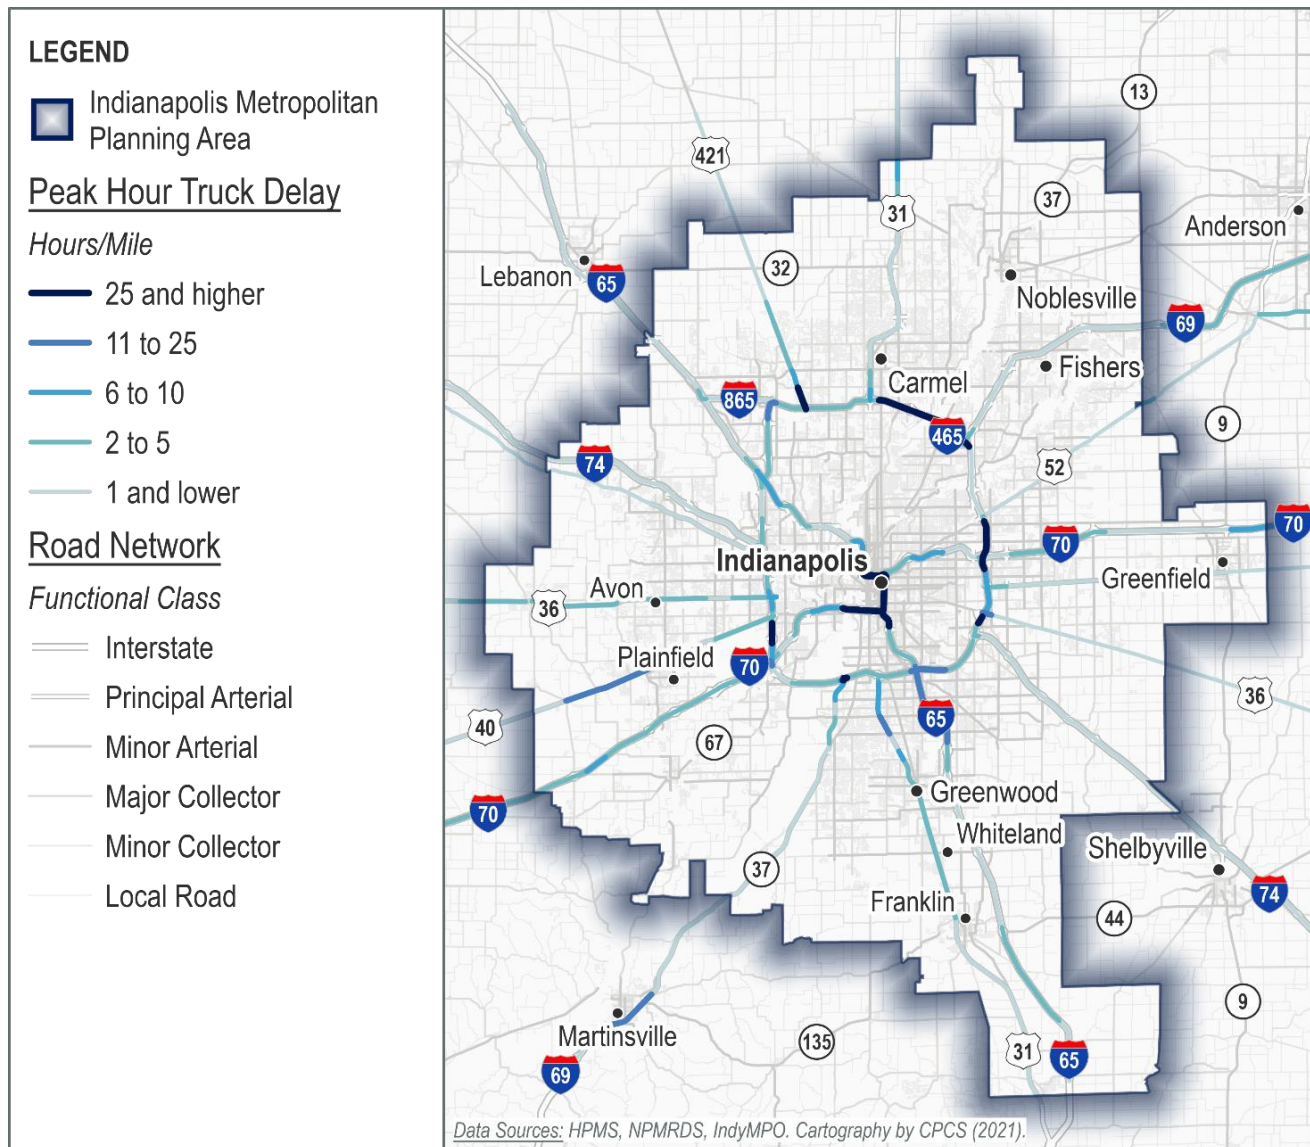 LEGEND
Indianapolis Metropolitan
Planning Area
Peak Hour Truck Delay
Hours/Mile
25 and higher
11 to 25
6 to 10
2 to 5
1 and lower
Road Network
Functional Class
Interstate
Principal Arterial
Minor Arterial
Major Collector
Minor Collector
Local Road
13
421
37
31
Anderson
32
Lebanon
65
Noblesville
69
Fishers
Carmel
865
9
465
52
74
70
70
Indianapolis
Greenfield
Avon
36
Plainfield
70
36
65
40
67
Greenwood
70
Whiteland
Shelbyville
37
74
Franklin
44
9
Martinsville
135
31
65
69
Data Sources: HPMS, NPMRDS, IndyMPO. Cartography by CPCS (2021).